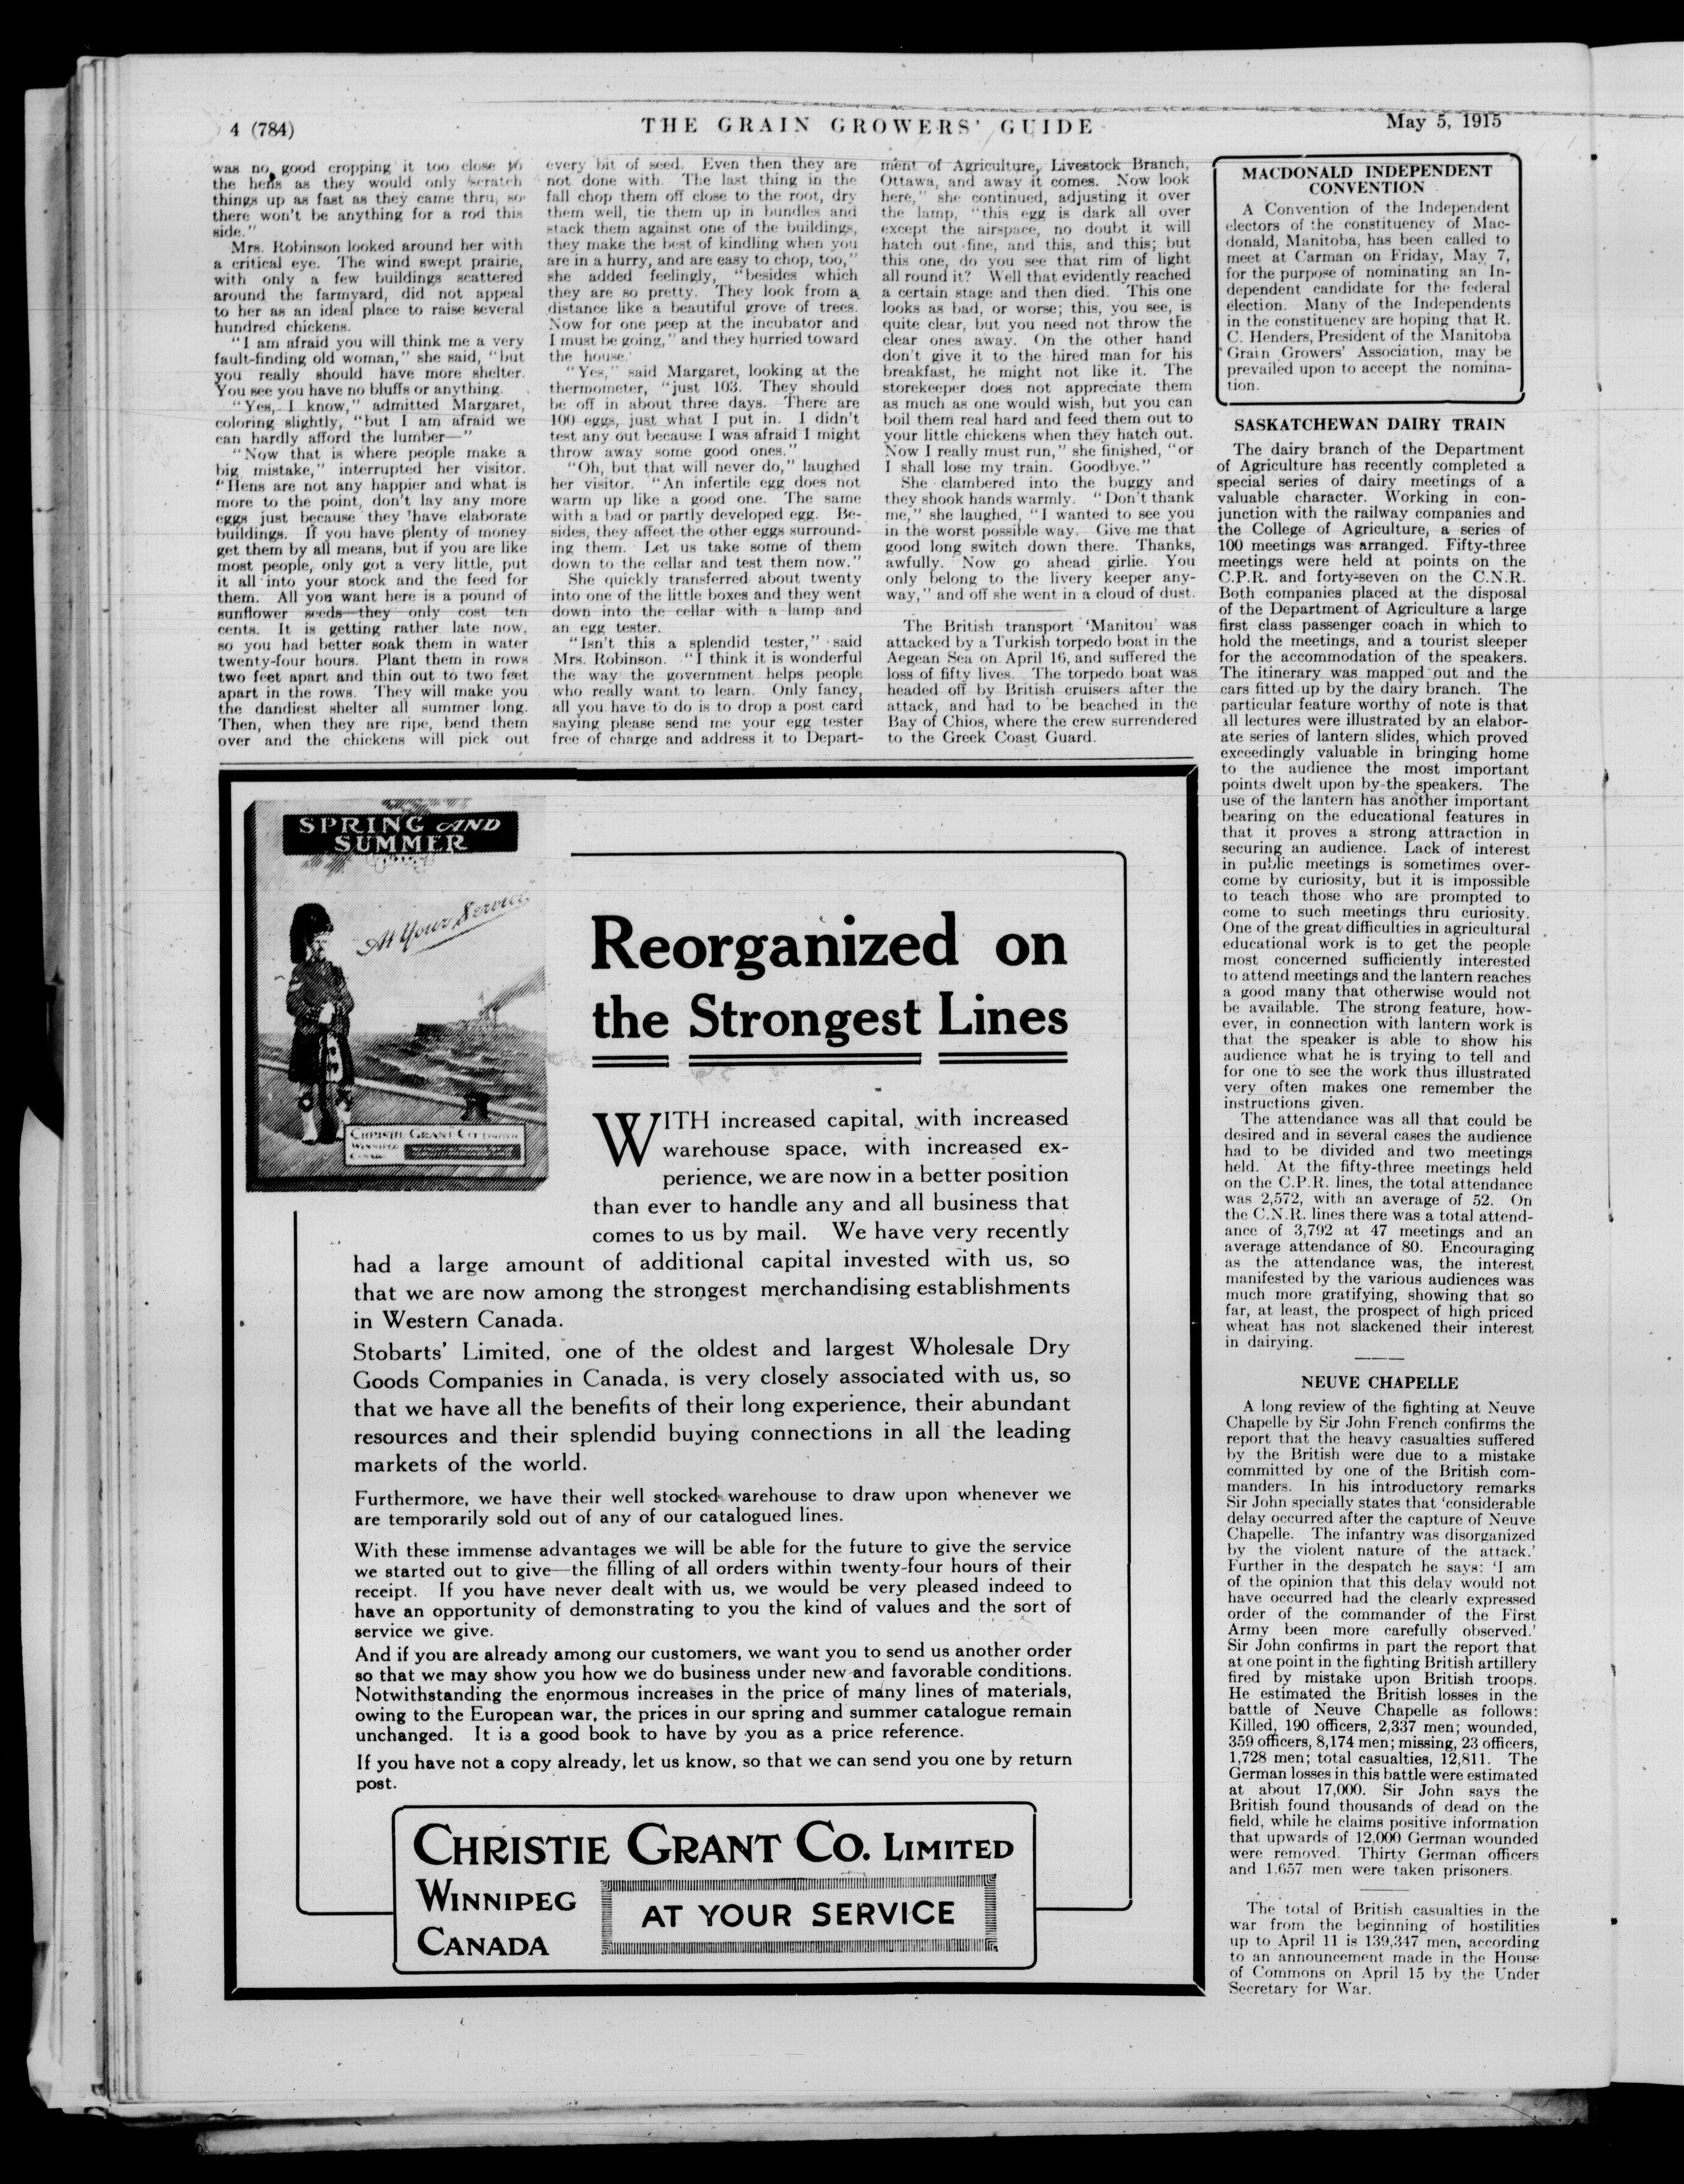 4 (784)
THE GRAIN GROWERS' GUIDE
May 5, 1915
was no good cropping it too close to
the hens as they would only scratch
things up as fast as they came thru, so
there won't be anything for a rod this
side."
Mrs. Robinson looked around her with
a critical eye. The wind swept prairie,
with only a few buildings scattered
around the farmyard, did not appeal
to her as an ideal place to raise several
hundred chickens.
"I am afraid you will think me a very
fault-finding old woman," she said, "but
you really should have more shelter.
You see you have no bluffs or anything.
"Yes, I know," admitted Margaret,
coloring slightly, "but I am afraid we
can hardly afford the lumber—"
"Now that is where people make a
big mistake," interrupted her visitor.
"Hens are not any happier and what is
more to the point, don't lay any more
eggs just because they have elaborate
buildings. If you have plenty of money
get them by all means, but if you are like
most people, only got a very little, put
it all into your stock and the feed for
them. All you want here is a pound of
sunflower seeds—they only cost ten
cents. It is getting rather late now,
so you had better soak them in water
twenty-four hours. Plant them in rows
two feet apart and thin out to two feet
apart in the rows. They will make you
the dandiest shelter all summer long.
Then, when they are ripe, bend them
over and the chickens will pick out
every bit of seed. Even then they are
not done with. The last thing in the
fall chop them off close to the root, dry
them well, tie them up in bundles and
stack them against one of the buildings,
they make the best of kindling when you
are in a hurry, and are easy to chop, too,"
she added feelingly, "besides which
they are so pretty. They look from a
distance like a beautiful grove of trees.
Now for one peep at the incubator and
I must be going," and they hurried toward
the house.
"Yes," said Margaret, looking at the
thermometer, "just 103. They should
be off in about three days. There are
100 eggs, just what I put in. I didn't
test any out because I was afraid I might
throw away some good ones."
"Oh, but that will never do," laughed
her visitor. "An infertile egg does not
warm up like a good one. The same
with a bad or partly developed egg. Be-
sides, they affect the other eggs surround-
ing them. Let us take some of them
down to the cellar and test them now."
She quickly transferred about twenty
into one of the little boxes and they went
down into the cellar with a lamp and
an egg tester.
"Isn't this a splendid tester," said
Mrs. Robinson. "I think it is wonderful
the way the government helps people
who really want to learn. Only fancy,
all you have to do is to drop a post card
saying please send me your egg tester
free of charge and address it to Depart-
ment of Agriculture, Livestock Branch,
Ottawa, and away it comes. Now look
here," she continued, adjusting it over
the lamp, "this egg is dark all over
except the airspace, no doubt it will
hatch out fine, and this, and this; but
this one, do you see that rim of light
all round it? Well that evidently reached
a certain stage and then died. This one
looks as bad, or worse; this, you see, is
quite clear, but you need not throw the
clear ones away. On the other hand
don't give it to the hired man for his
breakfast, he might not like it. The
storekeeper does not appreciate them
as much as one would wish, but you can
boil them real hard and feed them out to
your little chickens when they hatch out.
Now I really must run," she finished, "or
I shall lose my train. Goodbye."
She clambered into the buggy and
they shook hands warmly. "Don't thank
me," she laughed, "I wanted to see you
in the worst possible way. Give me that
good long switch down there. Thanks,
awfully. Now go ahead girlie. You
only belong to the livery keeper any-
way," and off she went in a cloud of dust.
The British transport 'Manitou' was
attacked by a Turkish torpedo boat in the
Aegean Sea on April 16, and suffered the
loss of fifty lives. The torpedo boat was
headed off by British cruisers after the
attack, and had to be beached in the
Bay of Chios, where the crew surrendered
to the Greek Coast Guard.
MACDONALD INDEPENDENT
CONVENTION
A Convention of the Independent
electors of the constituency of Mac-
donald, Manitoba, has been called to
meet at Carman on Friday, May 7,
for the purpose of nominating an In-
dependent candidate for the federal
election. Many of the Independents
in the constituency are hoping that R.
C. Henders, President of the Manitoba
Grain Growers' Association, may be
prevailed upon to accept the nomina-
tion.
SASKATCHEWAN DAIRY TRAIN
The dairy branch of the Department
of Agriculture has recently completed a
special series of dairy meetings of a
valuable character. Working in con-
junction with the railway companies and
the College of Agriculture, a series of
100 meetings was arranged. Fifty-three
meetings were held at points on the
C.P.R. and forty-seven on the C.N.R.
Both companies placed at the disposal
of the Department of Agriculture a large
first class passenger coach in which to
hold the meetings, and a tourist sleeper
for the accommodation of the speakers.
The itinerary was mapped out and the
cars fitted up by the dairy branch. The
particular feature worthy of note is that
all lectures were illustrated by an elabor-
ate series of lantern slides, which proved
exceedingly valuable in bringing home
to the audience the most important
points dwelt upon by the speakers. The
use of the lantern has another important
bearing on the educational features in
that it proves a strong attraction in
securing an audience. Lack of interest
in public meetings is sometimes over-
come by curiosity, but it is impossible
to teach those who are prompted to
come to such meetings thru curiosity.
One of the great difficulties in agricultural
educational work is to get the people
most concerned sufficiently interested
to attend meetings and the lantern reaches
a good many that otherwise would not
be available. The strong feature, how-
ever, in connection with lantern work is
that the speaker is able to show his
audience what he is trying to tell and
for one to see the work thus illustrated
very often makes one remember the
instructions given.
The attendance was all that could be
desired and in several cases the audience
had to be divided and two meetings
held. At the fifty-three meetings held
on the C.P.R. lines, the total attendance
was 2,572, with an average of 52. On
the C.N.R. lines there was a total attend-
ance of 3,792 at 47 meetings and an
average attendance of 80. Encouraging
as the attendance was, the interest
manifested by the various audiences was
much more gratifying, showing that so
far, at least, the prospect of high priced
wheat has not slackened their interest
in dairying.
NEUVE CHAPELLE
A long review of the fighting at Neuve
Chapelle by Sir John French confirms the
report that the heavy casualties suffered
by the British were due to a mistake
committed by one of the British com-
manders. In his introductory remarks
Sir John specially states that 'considerable
delay occurred after the capture of Neuve
Chapelle. The infantry was disorganized
by the violent nature of the attack.'
Further in the despatch he says: 'I am
of the opinion that this delay would not
have occurred had the clearly expressed
order of the commander of the First
Army been more carefully observed.'
Sir John confirms in part the report that
at one point in the fighting British artillery
fired by mistake upon British troops.
He estimated the British losses in the
battle of Neuve Chapelle as follows:
Killed, 190 officers, 2,337 men; wounded,
359 officers, 8,174 men; missing, 23 officers,
1,728 men; total casualties, 12,811. The
German losses in this battle were estimated
at about 17,000. Sir John says the
British found thousands of dead on the
field, while he claims positive information
that upwards of 12,000 German wounded
were removed. Thirty German officers
and 1,657 men were taken prisoners.
The total of British casualties in the
war from the beginning of hostilities
up to April 11 is 139,347 men, according
to an announcement made in the House
of Commons on April 15 by the Under
Secretary for War.
SPRING AND
SUMMER
At Your Service
CHRISTIE GRANT CO LIMITED
WINNIPEG
CANADA
Reorganized on
the Strongest Lines
WITH increased capital, with increased
warehouse space, with increased ex-
perience, we are now in a better position
than ever to handle any and all business that
comes to us by mail. We have very recently
had a large amount of additional capital invested with us, so
that we are now among the strongest merchandising establishments
in Western Canada.
Stobarts' Limited, one of the oldest and largest Wholesale Dry
Goods Companies in Canada, is very closely associated with us, so
that we have all the benefits of their long experience, their abundant
resources and their splendid buying connections in all the leading
markets of the world.
Furthermore, we have their well stocked warehouse to draw upon whenever we
are temporarily sold out of any of our catalogued lines.
With these immense advantages we will be able for the future to give the service
we started out to give—the filling of all orders within twenty-four hours of their
receipt. If you have never dealt with us, we would be very pleased indeed to
have an opportunity of demonstrating to you the kind of values and the sort of
service we give.
And if you are already among our customers, we want you to send us another order
so that we may show you how we do business under new and favorable conditions.
Notwithstanding the enormous increases in the price of many lines of materials,
owing to the European war, the prices in our spring and summer catalogue remain
unchanged. It is a good book to have by you as a price reference.
If you have not a copy already, let us know, so that we can send you one by return
post.
CHRISTIE GRANT CO. LIMITED
WINNIPEG
CANADA
AT YOUR SERVICE